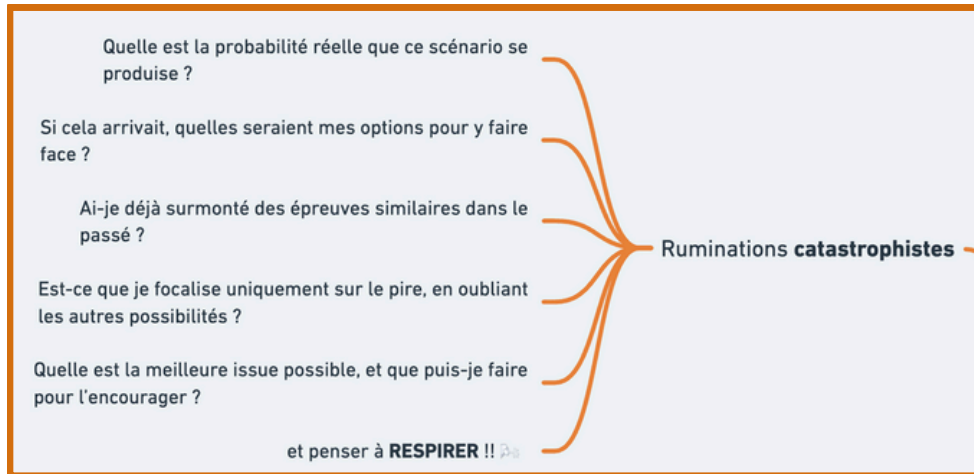 Quelle est la probabilité réelle que ce scénario se
produise ?
Si cela arrivait, quelles seraient mes options pour y faire
face ?
Ai-je déjà surmonté des épreuves similaires dans le
passé ?
Est-ce que je focalise uniquement sur le pire, en oubliant
les autres possibilités ?
Quelle est la meilleure issue possible, et que puis-je faire
pour l'encourager ?
et penser à RESPIRER !!
Ruminations catastrophistes